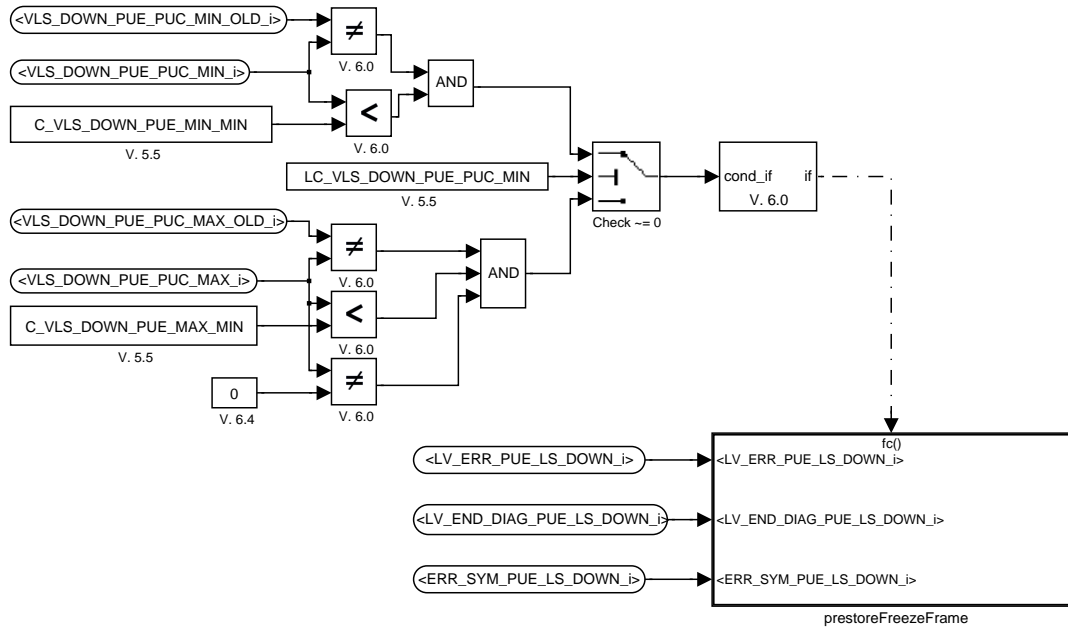 <VLS_DOWN_PUE_PUC_MIN_OLD_i>
≠
V. 6.0
<VLS_DOWN_PUE_PUC_MIN_i>
AND
C_VLS_DOWN_PUE_MIN_MIN
V. 5.5
<
V. 6.0
LC_VLS_DOWN_PUE_PUC_MIN
V. 5.5
Check ~= 0
cond_if if
V. 6.0
<VLS_DOWN_PUE_PUC_MAX_OLD_i>
≠
V. 6.0
AND
<VLS_DOWN_PUE_PUC_MAX_i>
<
V. 6.0
C_VLS_DOWN_PUE_MAX_MIN
V. 5.5
0
V. 6.4
≠
V. 6.0
fc()
<LV_ERR_PUE_LS_DOWN_i>
<LV_ERR_PUE_LS_DOWN_i>
<LV_END_DIAG_PUE_LS_DOWN_i>
<LV_END_DIAG_PUE_LS_DOWN_i>
<ERR_SYM_PUE_LS_DOWN_i>
<ERR_SYM_PUE_LS_DOWN_i>
prestoreFreezeFrame